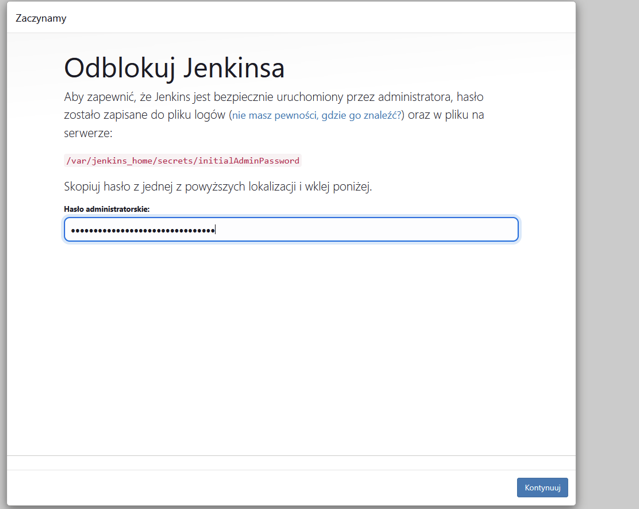 Zaczynamy
Odblokuj Jenkinsa
Aby zapewnić, że Jenkins jest bezpiecznie uruchomiony przez administratora, hasło
zostało zapisane do pliku logów (nie masz pewności, gdzie go znaleźć?) oraz w pliku na
serwerze:
/var/jenkins_home/secrets/initialAdminPassword
Skopiuj hasło z jednej z powyższych lokalizacji i wklej poniżej.
Hasło administratorskie:
••••••••••••••••••••••••••••••••
Kontynuuj